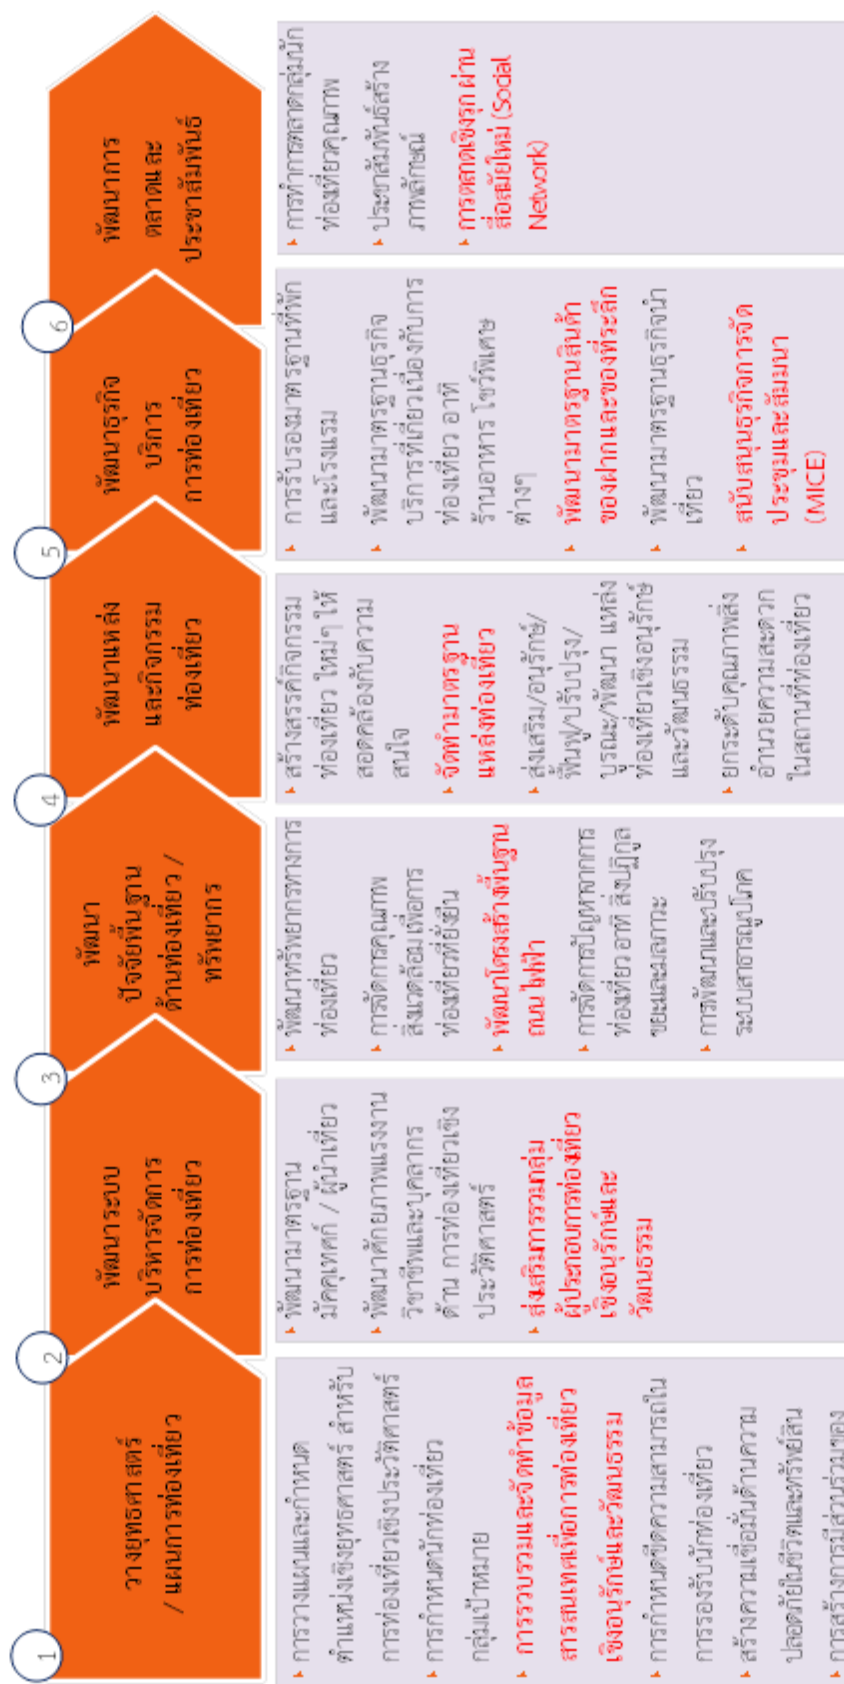 1
วางยุทธศาสตร์
/ แผนการท่องเที่ยว
การวางแผนและกำหนด
ตำแหน่งเชิงยุทธศาสตร์ สำหรับ
การท่องเที่ยวเชิงประวัติศาสตร์
การกำหนดนักท่องเที่ยว
กลุ่มเป้าหมาย
การรวบรวมและจัดทำข้อมูล
สารสนเทศเพื่อการท่องเที่ยว
เชิงอนุรักษ์และวัฒนธรรม
การกำหนดขีดความสามารถใน
การรองรับนักท่องเที่ยว
สร้างความเชื่อมั่นด้านความ
ปลอดภัยในชีวิตและทรัพย์สิน
การสร้างการมีส่วนร่วมของ
2
พัฒนาระบบ
บริหารจัดการ
การท่องเที่ยว
พัฒนามาตรฐาน
มัคคุเทศก์ / ผู้นำเที่ยว
พัฒนาศักยภาพแรงงาน
วิชาชีพและบุคลากร
ด้าน การท่องเที่ยวเชิง
ประวัติศาสตร์
ส่งเสริมการรวมกลุ่ม
ผู้ประกอบการท่องเที่ยว
เชิงอนุรักษ์และ
วัฒนธรรม
3
พัฒนา
ปัจจัยพื้นฐาน
ด้านท่องเที่ยว /
ทรัพยากร
พัฒนาทรัพยากรทางการ
ท่องเที่ยว
การจัดการคุณภาพ
สิ่งแวดล้อมเพื่อการ
ท่องเที่ยวที่ยั่งยืน
พัฒนาโครงสร้างพื้นฐาน
ถนน ไฟฟ้า
การจัดการปัญหาจากการ
ท่องเที่ยว อาทิ สิ่งปฏิกูล
ขยะและมลภาวะ
การพัฒนาและปรับปรุง
ระบบสาธารณูปโภค
4
พัฒนาแหล่ง
และกิจกรรม
ท่องเที่ยว
สร้างสรรค์กิจกรรม
ท่องเที่ยว ใหม่ๆ ให้
สอดคล้องกับความ
สนใจ
จัดทำมาตรฐาน
แหล่งท่องเที่ยว
ส่งเสริม/อนุรักษ์/
ฟื้นฟู/ปรับปรุง/
บูรณะ/พัฒนา แหล่ง
ท่องเที่ยวเชิงอนุรักษ์
และวัฒนธรรม
ยกระดับคุณภาพสิ่ง
อำนวยความสะดวก
ในสถานที่ท่องเที่ยว
5
พัฒนาธุรกิจ
บริการ
การท่องเที่ยว
การรับรองมาตรฐานที่พัก
และโรงแรม
พัฒนามาตรฐานธุรกิจ
บริการที่เกี่ยวเนื่องกับการ
ท่องเที่ยว อาทิ
ร้านอาหาร โชว์พิเศษ
ต่างๆ
พัฒนามาตรฐานสินค้า
ของฝากและของที่ระลึก
พัฒนามาตรฐานธุรกิจนำ
เที่ยว
สนับสนุนธุรกิจการจัด
ประชุมและสัมมนา
(MICE)
6
พัฒนาการ
ตลาดและ
ประชาสัมพันธ์
การทำการตลาดกลุ่มนัก
ท่องเที่ยวคุณภาพ
ประชาสัมพันธ์สร้าง
ภาพลักษณ์
การตลาดเชิงรุก ผ่าน
สื่อสมัยใหม่ (Social
Network)